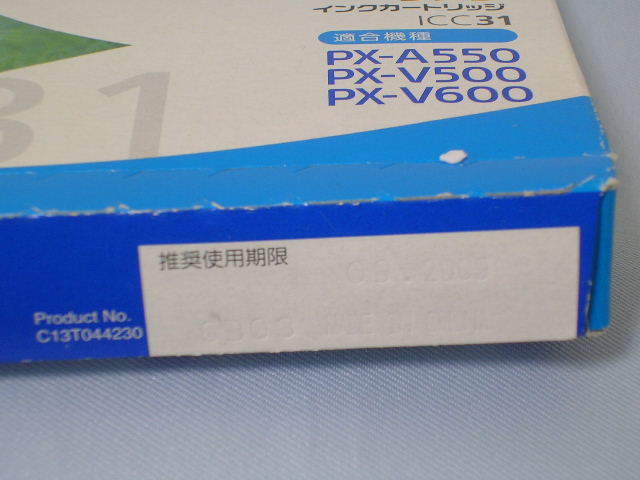 インクカートリッジ
ICC31
適合機種
PX-A550
PX-V500
PX-V600
31
推奨使用期限
Product No.
C13T044230